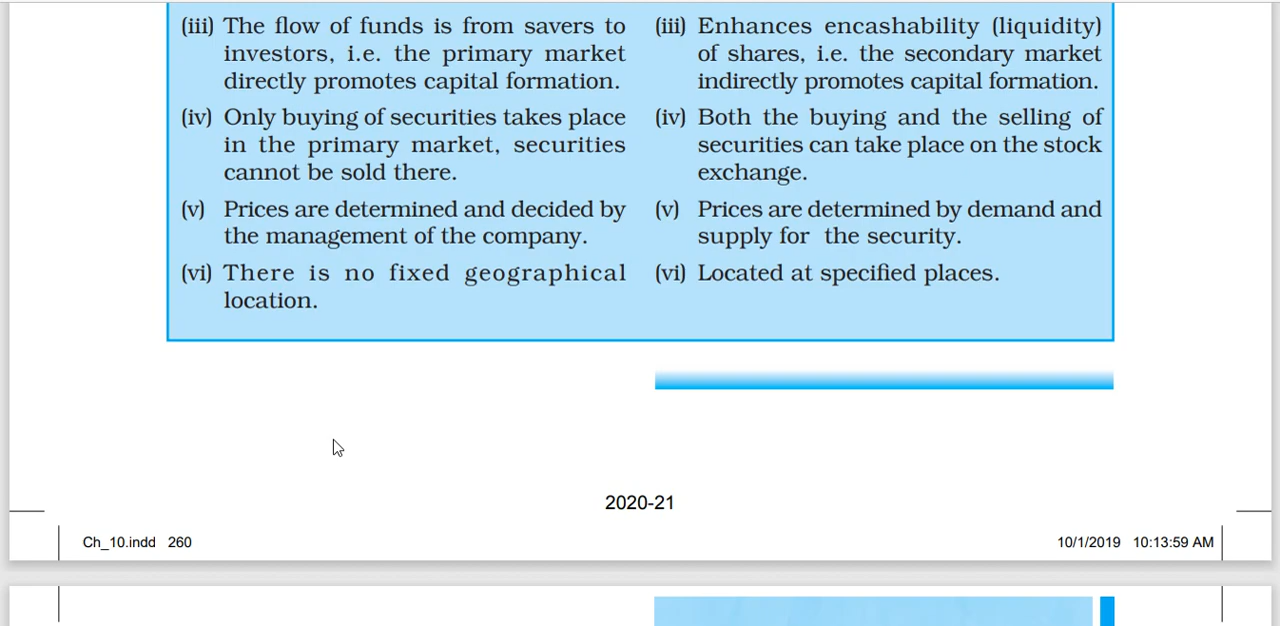 (iii) The flow of funds is from savers to
investors, i.e. the primary market
directly promotes capital formation.
(iv) Only buying of securities takes place
in the primary market, securities
cannot be sold there.
(v) Prices are determined and decided by
the management of the company.
(vi) There is no fixed geographical
location.
(iii) Enhances encashability (liquidity)
of shares, i.e. the secondary market
indirectly promotes capital formation.
(iv) Both the buying and the selling of
securities can take place on the stock
exchange.
(v) Prices are determined by demand and
supply for the security.
(vi) Located at specified places.
2020-21
Ch_10.indd 260
10/1/2019 10:13:59 AM